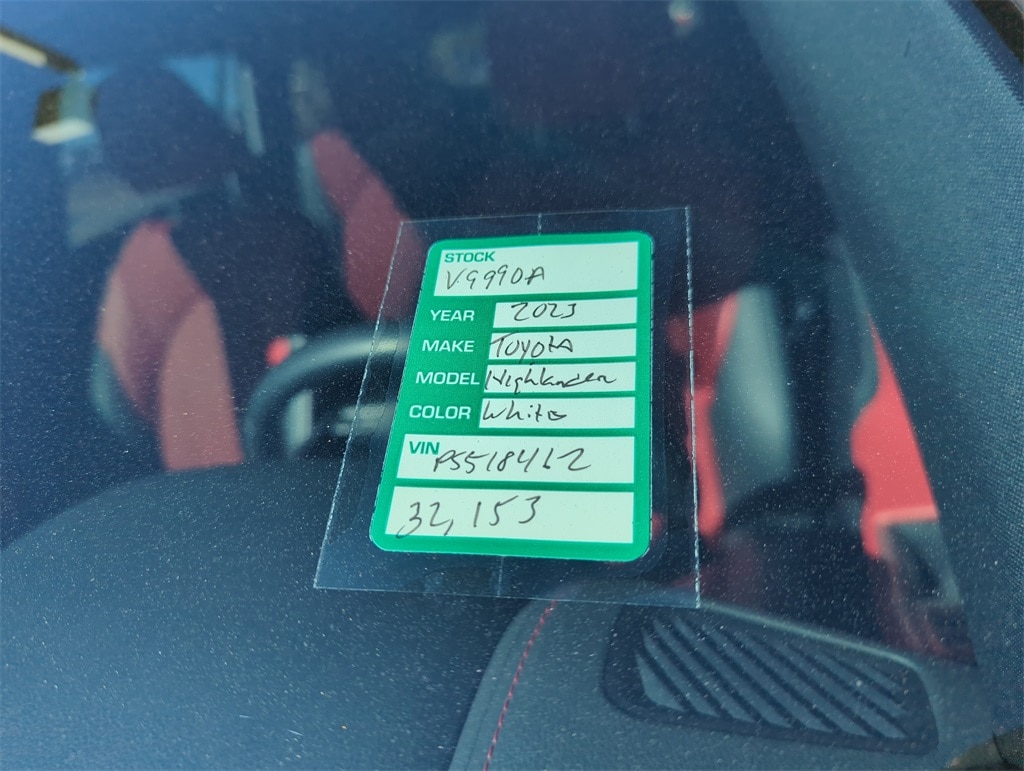 STOCK
V9990A
YEAR 2023
MAKE Toyota
MODEL Highlander
COLOR White
VIN
PS518462
32,153